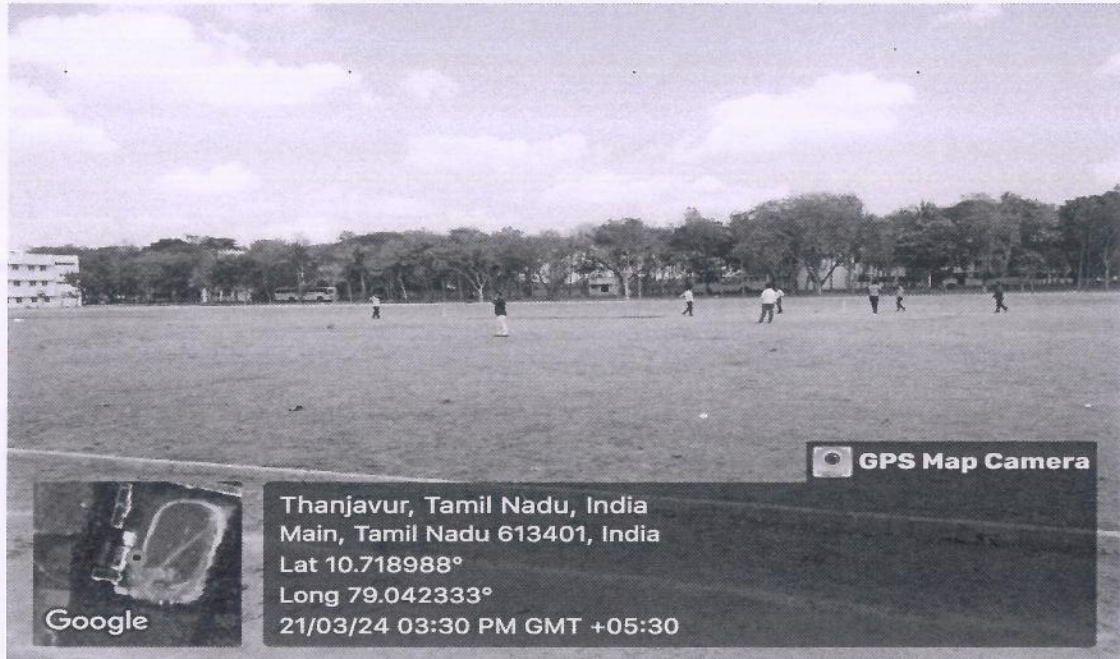 GPS Map Camera
Thanjavur, Tamil Nadu, India
Main, Tamil Nadu 613401, India
Lat 10.718988°
Long 79.042333°
21/03/24 03:30 PM GMT +05:30
Google